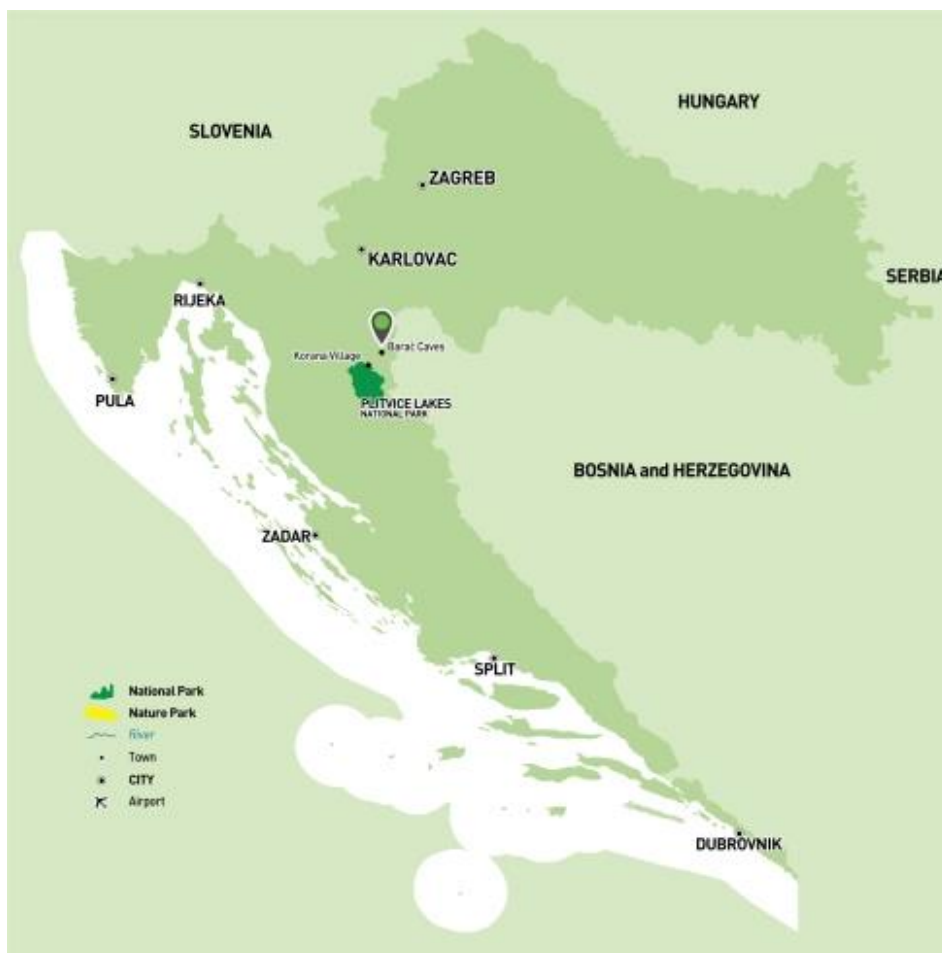 HUNGARY
SLOVENIA
ZAGREB
KARLOVAC
SERBIA
RIJEKA
Barać Caves
Korana Village
PULA
PLITVICE LAKES
NATIONAL PARK
BOSNIA and HERZEGOVINA
ZADAR
SPLIT
National Park
Nature Park
River
Town
CITY
Airport
DUBROVNIK